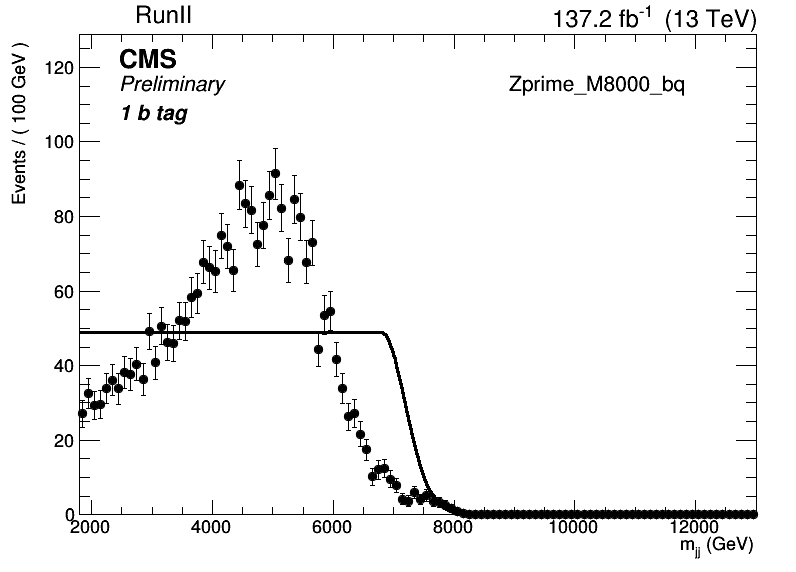 RunII 137.2 fb⁻¹ (13 TeV)
CMS
Preliminary
1 b tag
Zprime_M8000_bq
Events / ( 100 GeV )
120
100
80
60
40
20
0
2000 4000 6000 8000 10000 12000
m_jj (GeV)